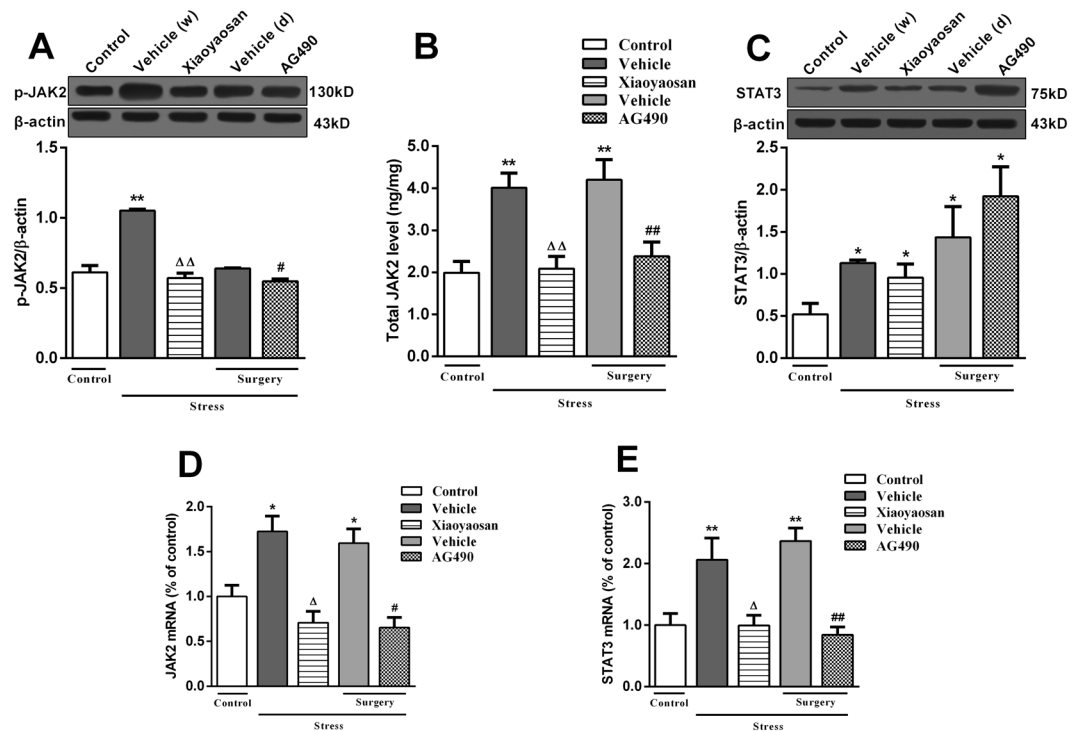 A
Control
Vehicle (w)
Xiaoyaosan
Vehicle (d)
AG490
p-JAK2
130kD
β-actin
43kD
p-JAK2/β-actin
1.5
1.0
0.5
0.0
**
Δ Δ
#
Control
Surgery
Stress
B
Control
Vehicle
Xiaoyaosan
Vehicle
AG490
Total JAK2 level (ng/mg)
5.0
4.0
3.0
2.0
1.0
0.0
**
Δ Δ
**
##
Control
Surgery
Stress
C
Control
Vehicle (w)
Xiaoyaosan
Vehicle (d)
AG490
STAT3
75kD
β-actin
43kD
STAT3/β-actin
2.5
2.0
1.5
1.0
0.5
0.0
*
*
*
*
Control
Surgery
Stress
D
Control
Vehicle
Xiaoyaosan
Vehicle
AG490
JAK2 mRNA (% of control)
2.0
1.5
1.0
0.5
0.0
*
Δ
*
#
Control
Surgery
Stress
E
Control
Vehicle
Xiaoyaosan
Vehicle
AG490
STAT3 mRNA (% of control)
3.0
2.0
1.0
0.0
**
Δ
**
##
Control
Surgery
Stress